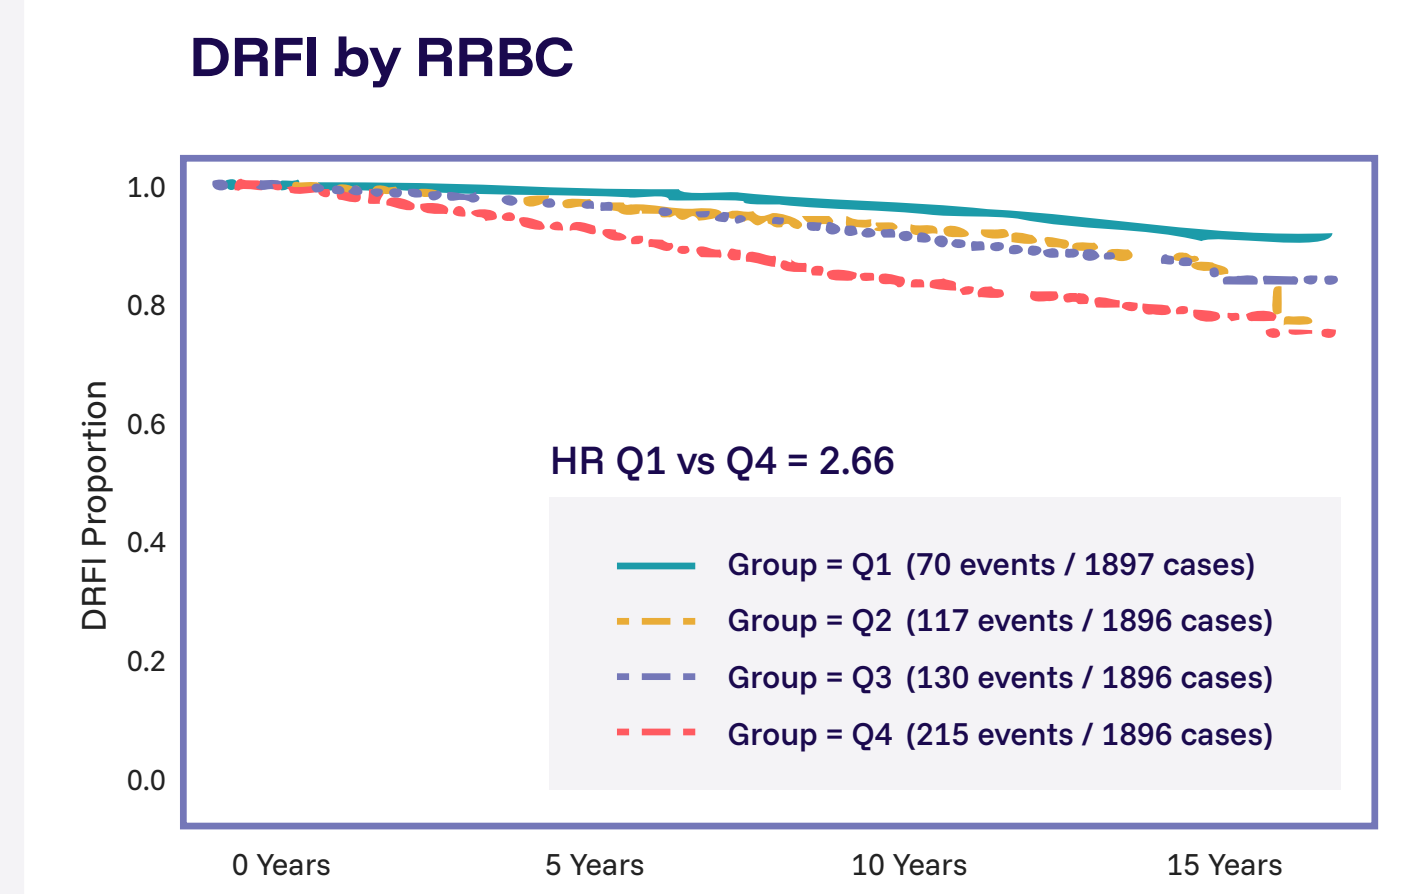 DRFI by RRBC
1.0
0.8
0.6
0.4
0.2
0.0
DRFI Proportion
HR Q1 vs Q4 = 2.66
Group = Q1 (70 events / 1897 cases)
Group = Q2 (117 events / 1896 cases)
Group = Q3 (130 events / 1896 cases)
Group = Q4 (215 events / 1896 cases)
0 Years 5 Years 10 Years 15 Years